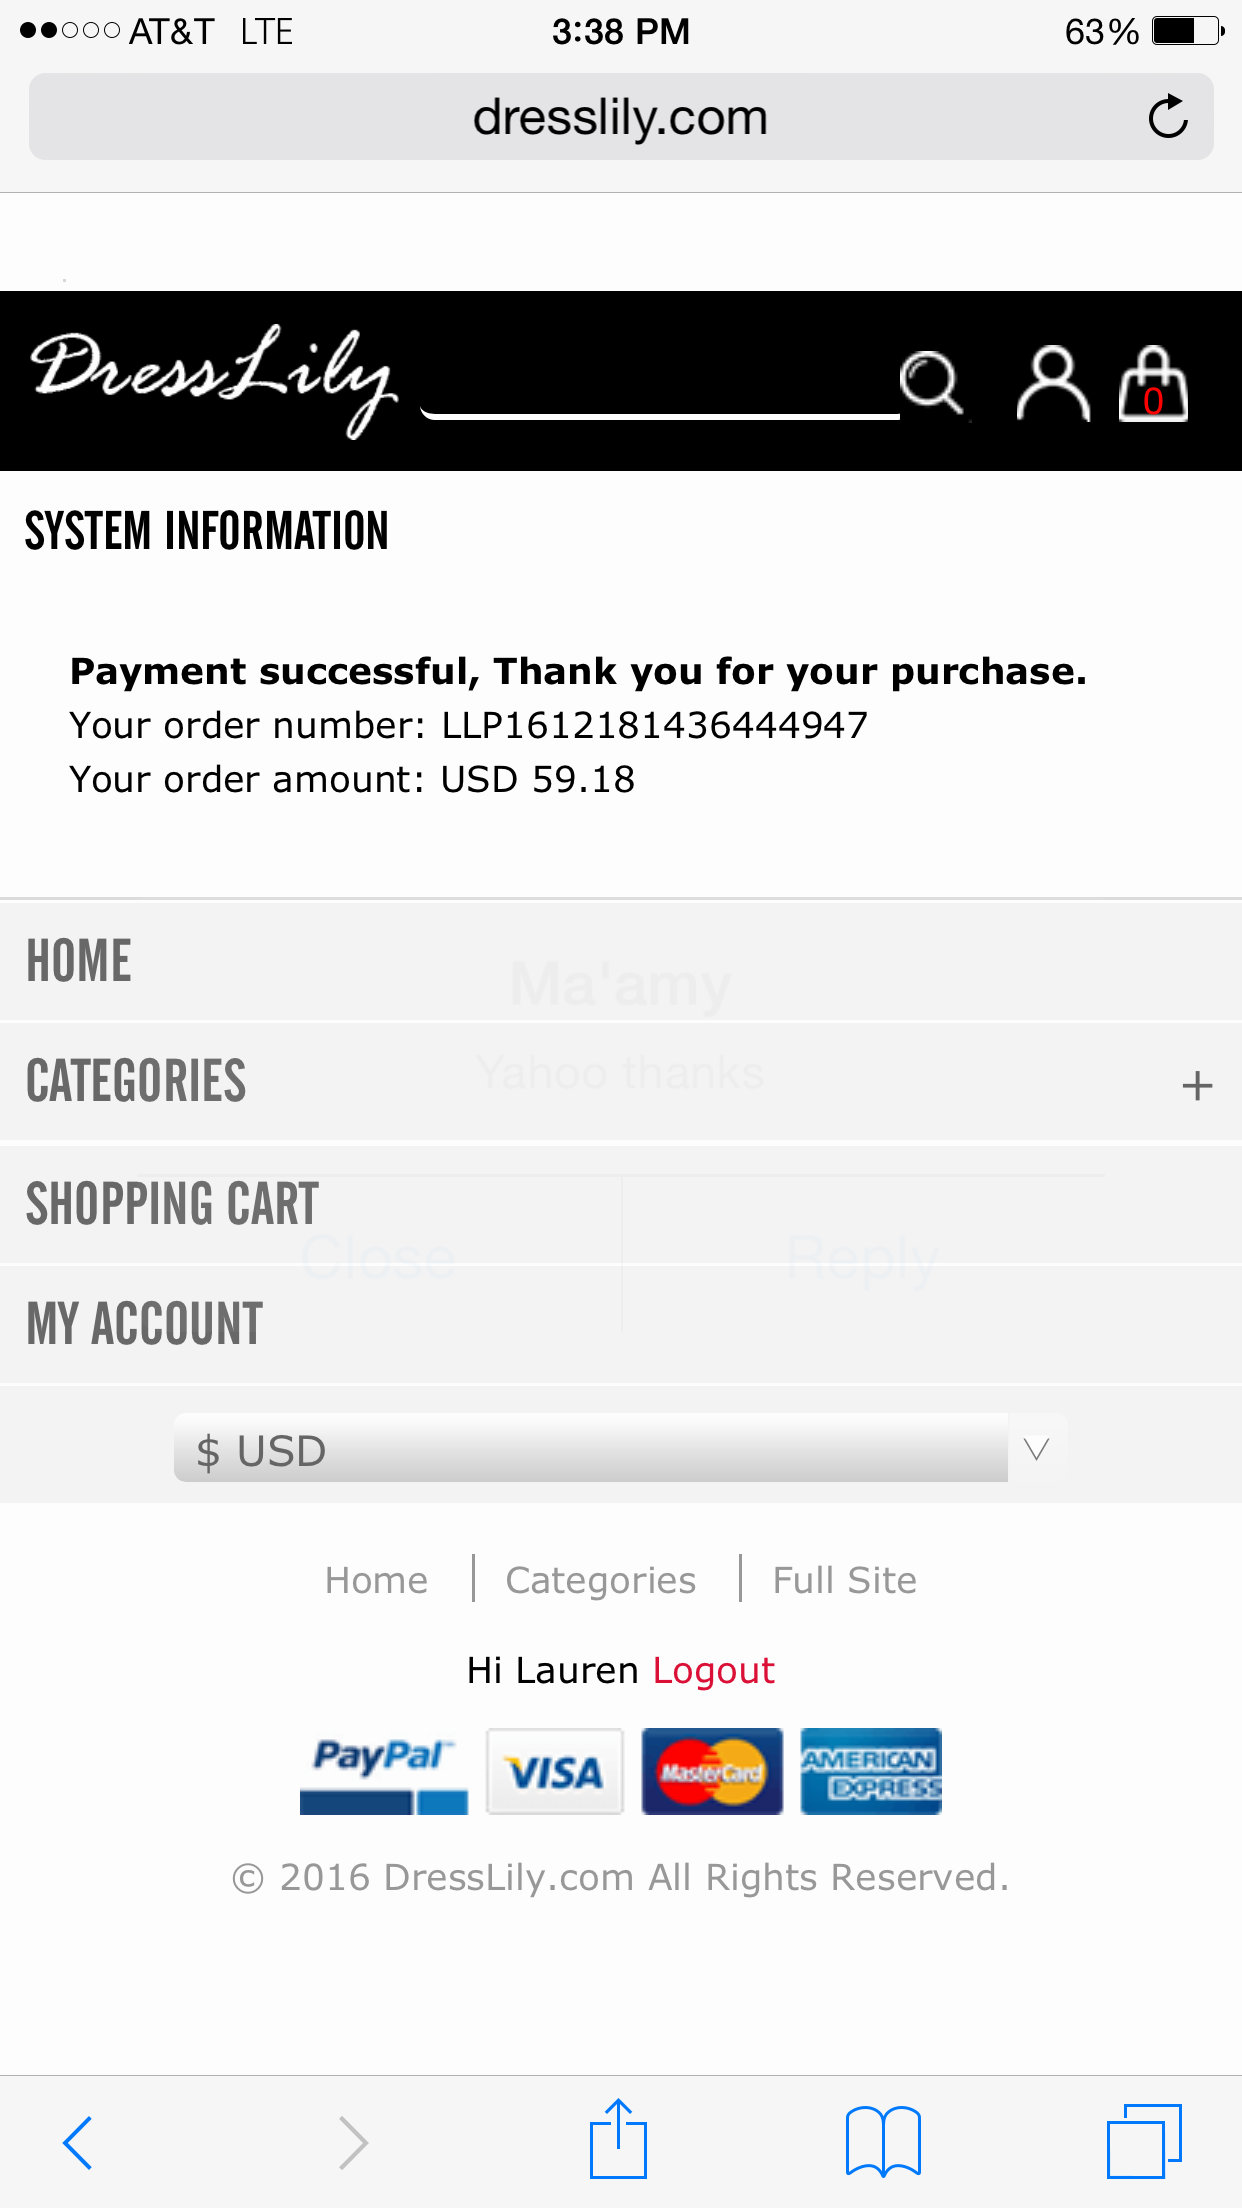 AT&T LTE 3:38 PM 63%
dresslily.com
DressLily
0
SYSTEM INFORMATION
Payment successful, Thank you for your purchase.
Your order number: LLP1612181436444947
Your order amount: USD 59.18
HOME
Ma'amy
CATEGORIES +
Yahoo thanks
SHOPPING CART
Close Reply
MY ACCOUNT
$ USD
Home | Categories | Full Site
Hi Lauren Logout
PayPal VISA MasterCard AMERICAN EXPRESS
© 2016 DressLily.com All Rights Reserved.